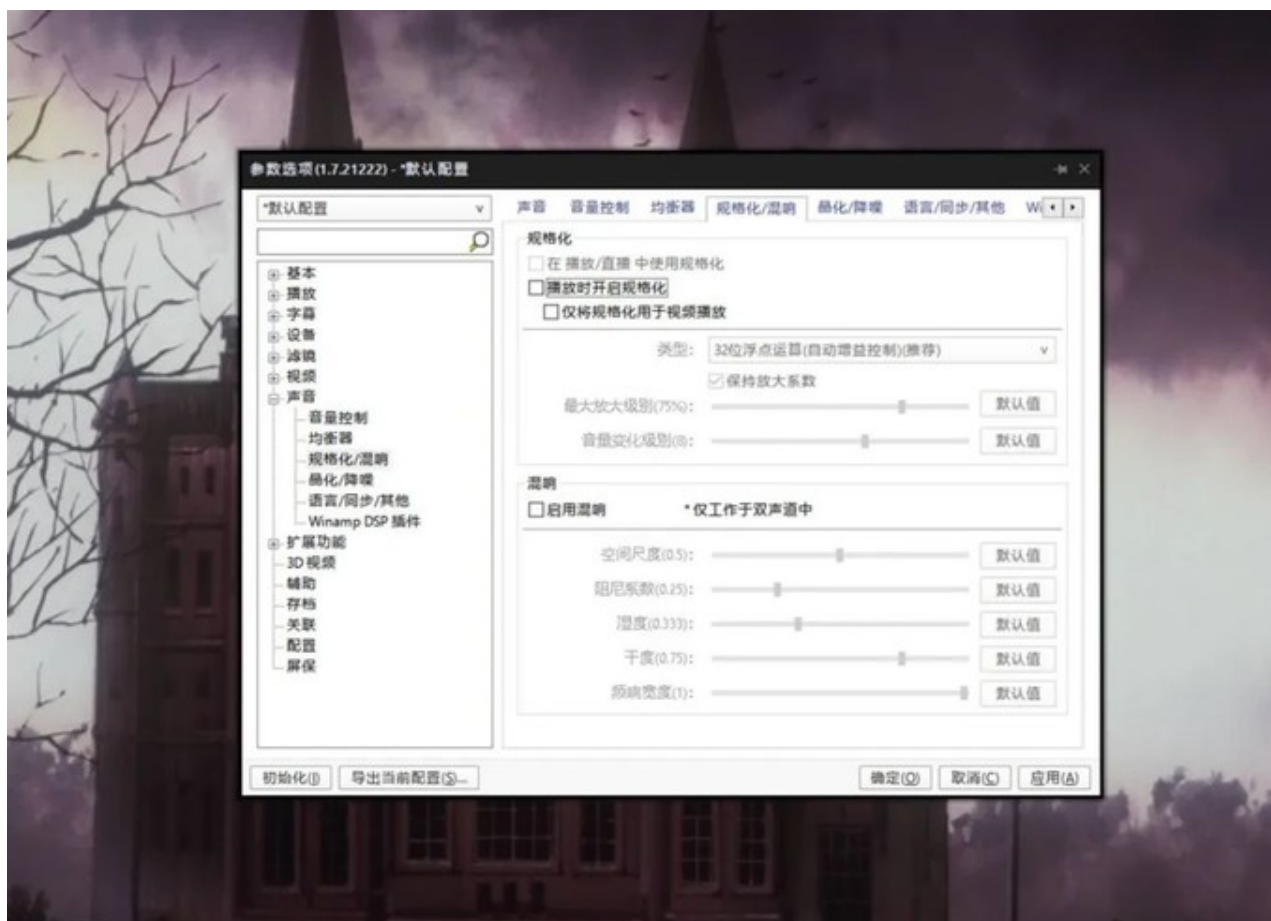 参数选项(1.7.21222) - *默认配置
*默认配置
声音 音量控制 均衡器 规格化/混响 晶化/降噪 语言/同步/其他 Wi
规格化
在 播放/直播 中使用规格化
播放时开启规格化
仅将规格化用于视频播放
类型: 32位浮点运算(自动增益控制)(推荐)
保持放大系数
最大放大级别(75%): 默认值
音量变化级别(8): 默认值
混响
启用混响 * 仅工作于双声道中
空间尺度(0.5): 默认值
阻尼系数(0.25): 默认值
湿度(0.333): 默认值
干度(0.75): 默认值
频响宽度(1): 默认值
基本
播放
字幕
设备
滤镜
视频
声音
音量控制
均衡器
规格化/混响
晶化/降噪
语言/同步/其他
Winamp DSP 插件
扩展功能
3D 视频
辅助
存档
关联
配置
屏保
初始化(I) 导出当前配置(S)... 确定(O) 取消(C) 应用(A)